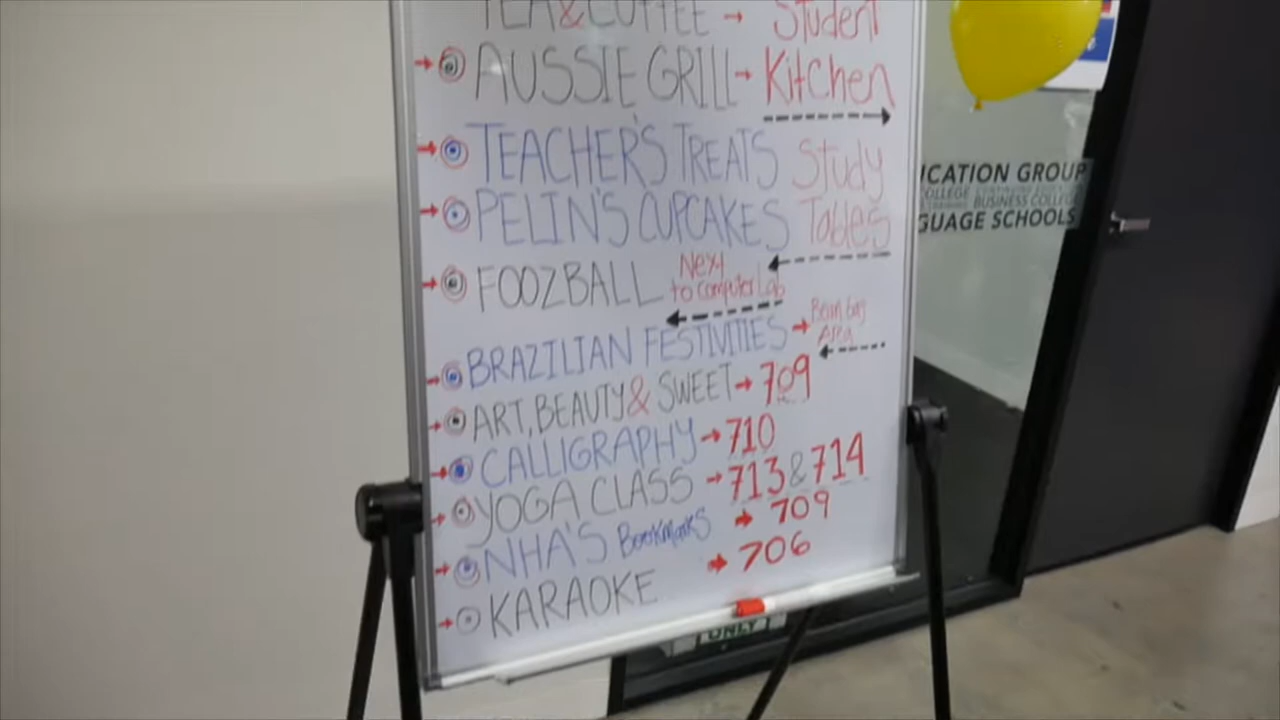 TEA & COFFEE → Student
AUSSIE GRILL → Kitchen
TEACHER'S TREATS Study
PELIN'S CUPCAKES Tables
FOOZBALL Next
to computer Lab
BRAZILIAN FESTIVITIES → Bean bag
Area
ART, BEAUTY & SWEET → 709
CALLIGRAPHY → 710
YOGA CLASS → 713 & 714
NHA'S BookMarks → 709
KARAOKE → 706
ICATION GROUP
COLLEGE
BUSINESS COLLEGE
GUAGE SCHOOLS
ONLY